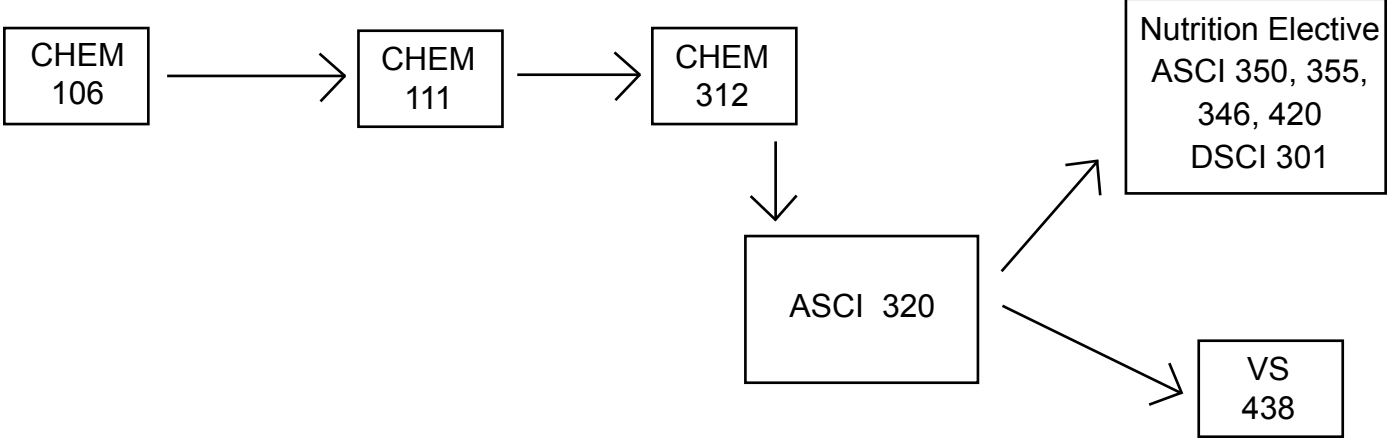 CHEM
106
CHEM
111
CHEM
312
Nutrition Elective
ASCI 350, 355,
346, 420
DSCI 301
ASCI  320
VS
438